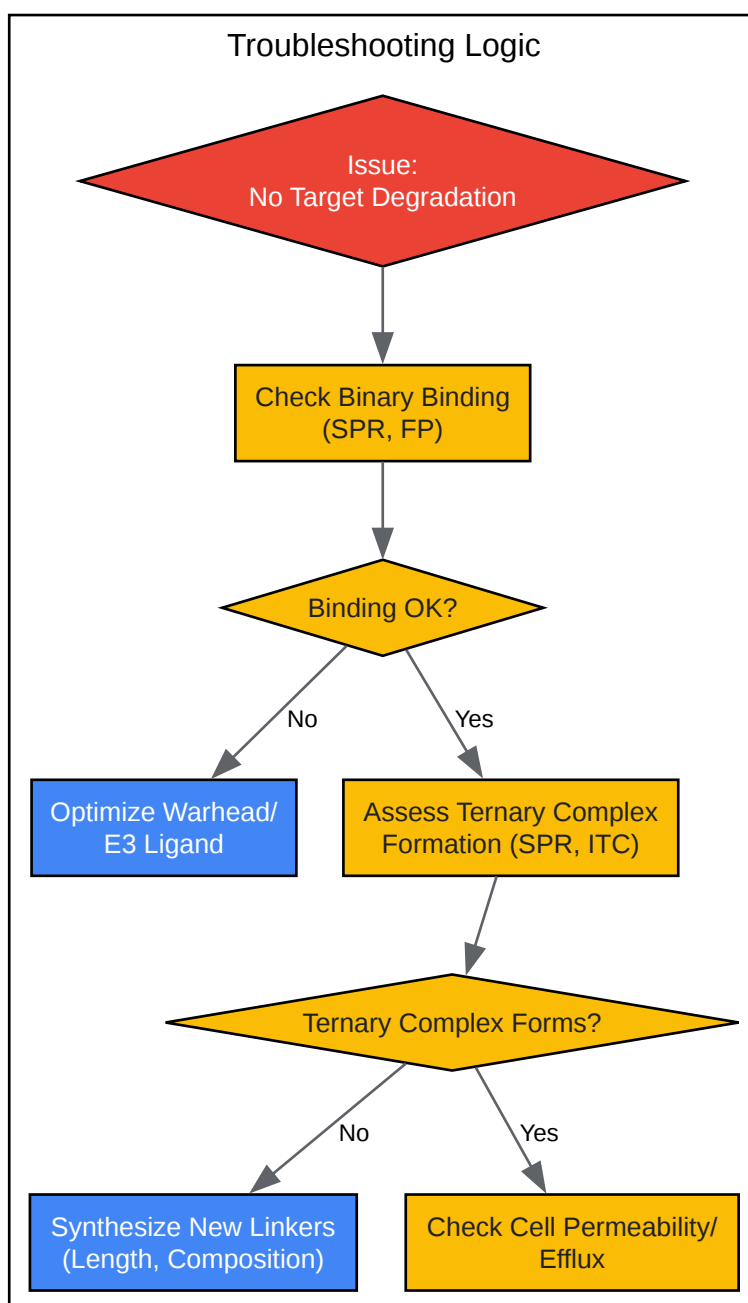 Troubleshooting Logic
Issue:
No Target Degradation
Check Binary Binding
(SPR, FP)
Binding OK?
No
Yes
Optimize Warhead/
E3 Ligand
Assess Ternary Complex
Formation (SPR, ITC)
Ternary Complex Forms?
No
Yes
Synthesize New Linkers
(Length, Composition)
Check Cell Permeability/
Efflux